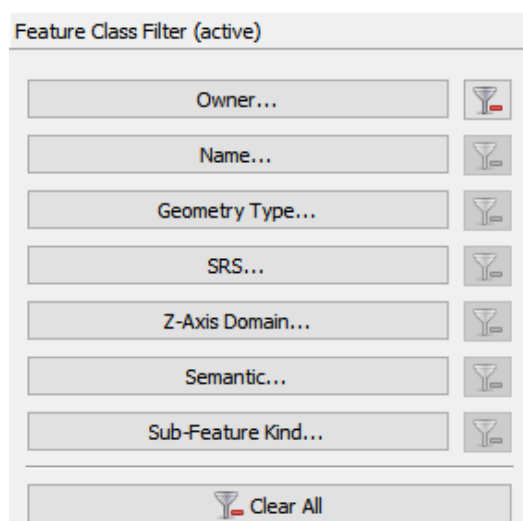 Feature Class Filter (active)
Owner...
Name...
Geometry Type...
SRS...
Z-Axis Domain...
Semantic...
Sub-Feature Kind...
Clear All